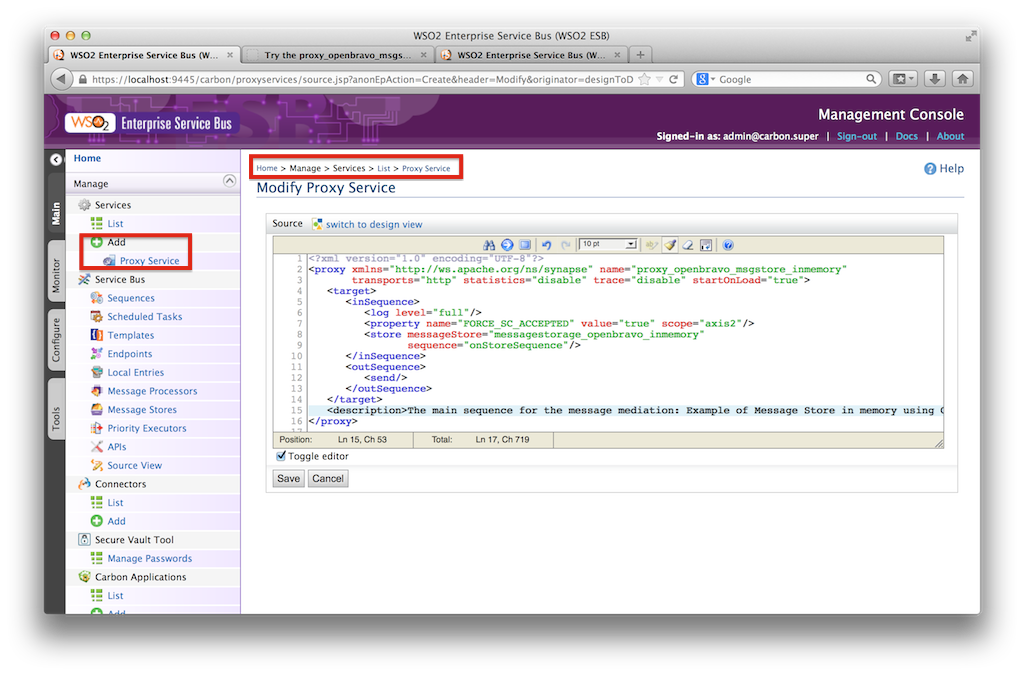 WSO2 Enterprise Service Bus (WSO2 ESB)
WSO2 Enterprise Service Bus (W...
Try the proxy_openbravo_msgs...
WSO2 Enterprise Service Bus (W...
https://localhost:9445/carbon/proxyservices/source.jsp?anonEpAction=Create&header=Modify&originator=designToD
Google
WSO2 Enterprise Service Bus
Management Console
Signed-in as: admin@carbon.super | Sign-out | Docs | About
Main
Monitor
Configure
Tools
Home
Manage
Services
List
Add
Proxy Service
Service Bus
Sequences
Scheduled Tasks
Templates
Endpoints
Local Entries
Message Processors
Message Stores
Priority Executors
APIs
Source View
Connectors
List
Add
Secure Vault Tool
Manage Passwords
Carbon Applications
List
Add
Home > Manage > Services > List > Proxy Service
Help
Modify Proxy Service
Source switch to design view
10 pt
1 <?xml version="1.0" encoding="UTF-8"?>
2 <proxy xmlns="http://ws.apache.org/ns/synapse" name="proxy_openbravo_msgstore_inmemory"
3 transports="http" statistics="disable" trace="disable" startOnLoad="true">
4 <target>
5 <inSequence>
6 <log level="full"/>
7 <property name="FORCE_SC_ACCEPTED" value="true" scope="axis2"/>
8 <store messageStore="messagestorage_openbravo_inmemory"
9 sequence="onStoreSequence"/>
10 </inSequence>
11 <outSequence>
12 <send/>
13 </outSequence>
14 </target>
15 <description>The main sequence for the message mediation: Example of Message Store in memory using
16 </proxy>
17
Position: Ln 15, Ch 53 Total: Ln 17, Ch 719
Toggle editor
Save Cancel